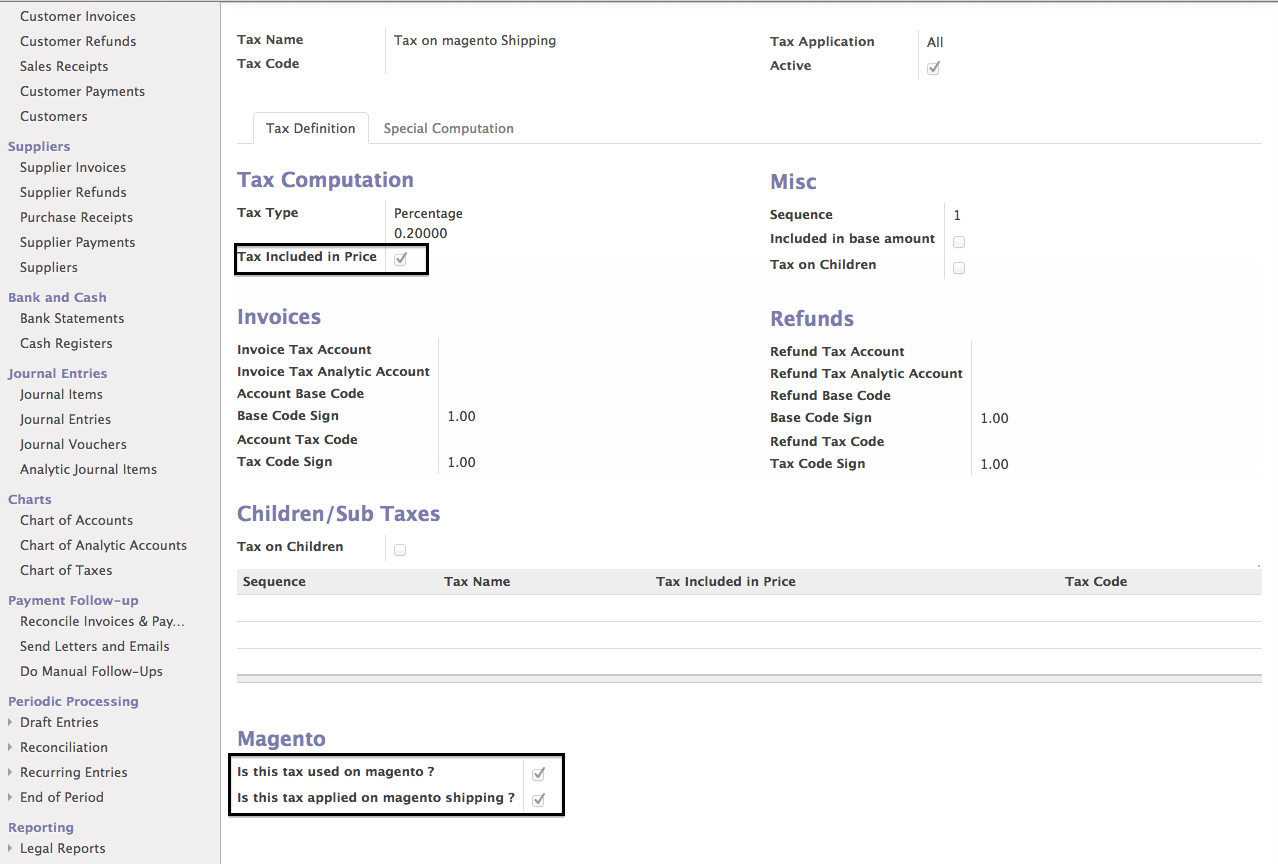 Customer Invoices
Customer Refunds
Sales Receipts
Customer Payments
Customers
Suppliers
Supplier Invoices
Supplier Refunds
Purchase Receipts
Supplier Payments
Suppliers
Bank and Cash
Bank Statements
Cash Registers
Journal Entries
Journal Items
Journal Entries
Journal Vouchers
Analytic Journal Items
Charts
Chart of Accounts
Chart of Analytic Accounts
Chart of Taxes
Payment Follow-up
Reconcile Invoices & Pay...
Send Letters and Emails
Do Manual Follow-Ups
Periodic Processing
Draft Entries
Reconciliation
Recurring Entries
End of Period
Reporting
Legal Reports
Tax Name Tax on magento Shipping
Tax Code
Tax Application All
Active
Tax Definition Special Computation
Tax Computation
Tax Type Percentage
0.20000
Tax Included in Price
Misc
Sequence 1
Included in base amount
Tax on Children
Invoices
Invoice Tax Account
Invoice Tax Analytic Account
Account Base Code
Base Code Sign 1.00
Account Tax Code
Tax Code Sign 1.00
Refunds
Refund Tax Account
Refund Tax Analytic Account
Refund Base Code
Base Code Sign 1.00
Refund Tax Code
Tax Code Sign 1.00
Children/Sub Taxes
Tax on Children
Sequence Tax Name Tax Included in Price Tax Code
Magento
Is this tax used on magento ?
Is this tax applied on magento shipping ?